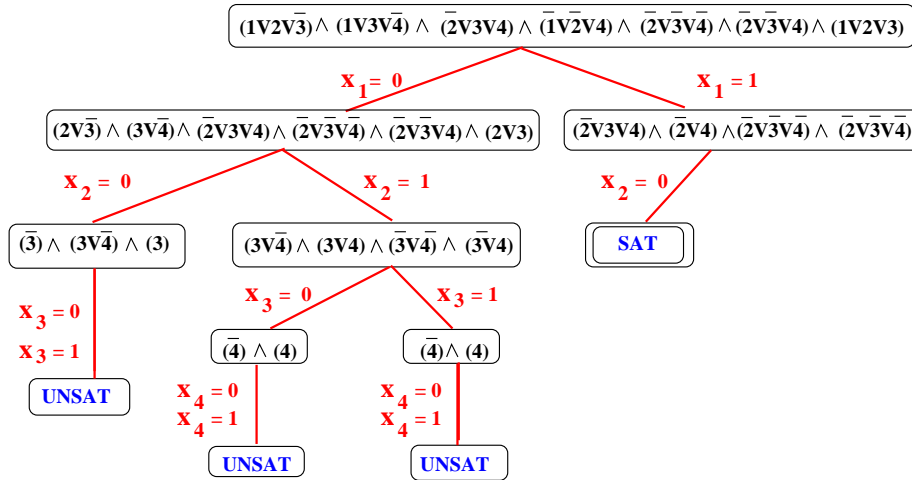 (1V2V3̅) ∧ (1V3V4̅) ∧ (2̅V3V4) ∧ (1̅V2̅V4) ∧ (2̅V3̅V4̅) ∧ (2̅V3̅V4) ∧ (1V2V3)
x₁= 0
x₁= 1
(2V3̅) ∧ (3V4̅) ∧ (2̅V3V4) ∧ (2̅V3̅V4̅) ∧ (2̅V3̅V4) ∧ (2V3)
(2̅V3V4) ∧ (2̅V4) ∧ (2̅V3̅V4̅) ∧ (2̅V3̅V4̅)
x₂ = 0
x₂ = 1
x₂ = 0
(3̅) ∧ (3V4̅) ∧ (3)
(3V4̅) ∧ (3V4) ∧ (3̅V4̅) ∧ (3̅V4)
SAT
x₃ = 0
x₃ = 1
x₃ = 0
x₃ = 1
(4̅) ∧ (4)
(4̅) ∧ (4)
UNSAT
x₄ = 0
x₄ = 1
x₄ = 0
x₄ = 1
UNSAT
UNSAT